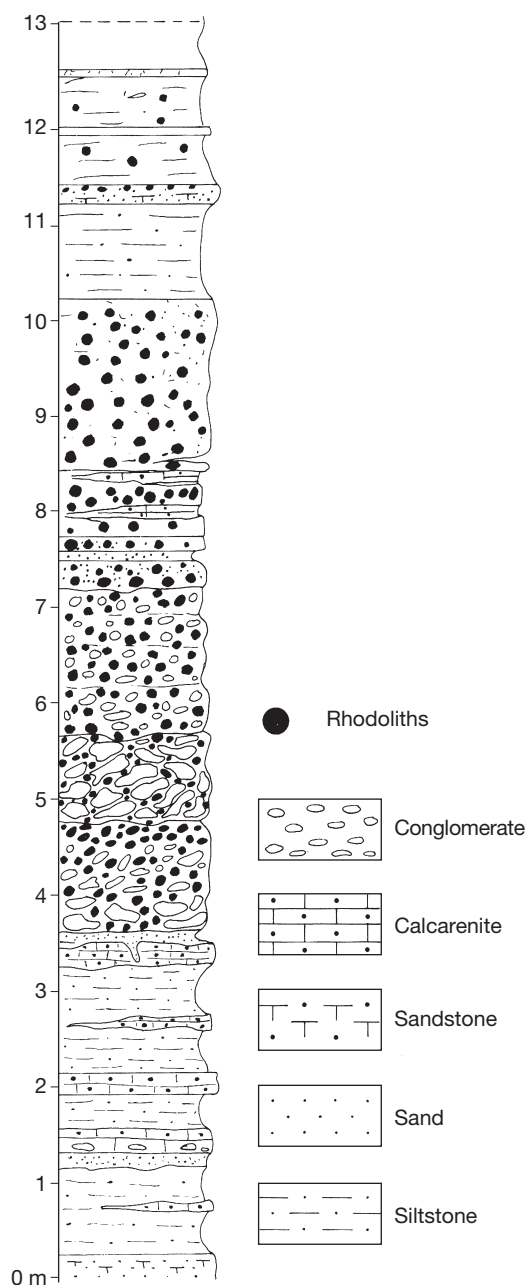 13
12
11
10
9
8
7
6
5
4
3
2
1
0 m
Rhodoliths
Conglomerate
Calcarenite
Sandstone
Sand
Siltstone